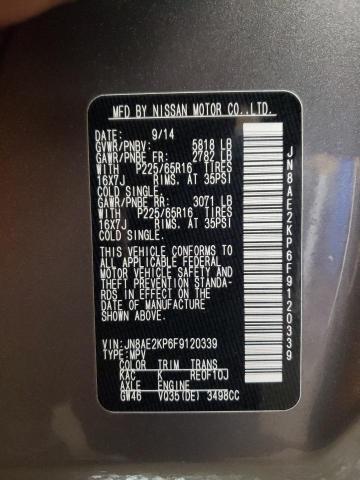 MFD BY NISSAN MOTOR CO.,LTD.
DATE: 9/14
GVWR/PNBV: 5818 LB
GAWR/PNBE FR: 2782 LB
WITH P225/65R16 TIRES
16X7J RIMS. AT 35PSI
COLD SINGLE.
GAWR/PNBE RR: 3071 LB
WITH P225/65R16 TIRES
16X7J RIMS. AT 35PSI
COLD SINGLE.
THIS VEHICLE CONFORMS TO
ALL APPLICABLE FEDERAL
MOTOR VEHICLE SAFETY AND
THEFT PREVENTION STANDA-
RDS IN EFFECT ON THE
DATE OF MANUFACTURE
SHOWN ABOVE.
VIN: JN8AE2KP6F9120339
TYPE: MPV
COLOR TRIM TRANS
KAC K RE0F10J
AXLE ENGINE
GW46 VQ35(DE) 3498CC
JN8AE2KP6F9120339